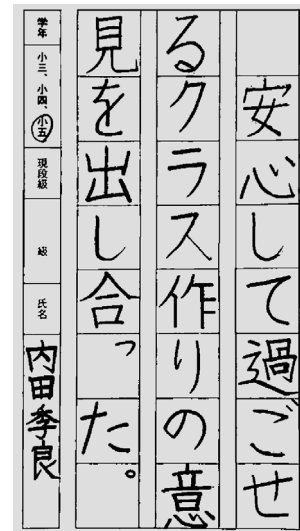 安心して過ごせ
るクラス作りの意
見を出し合った。
学年 小三、小四、小五 現段級 級 氏名 内田季良